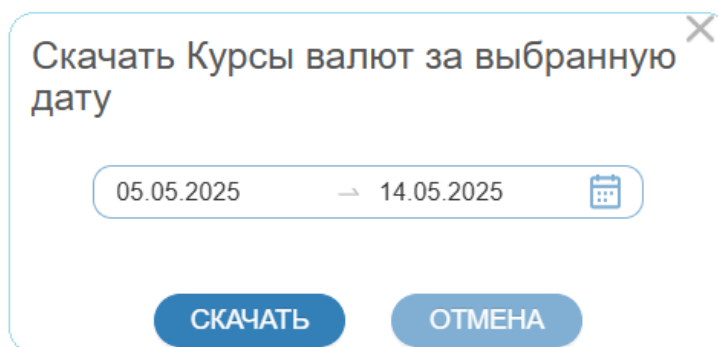 Скачать Курсы валют за выбранную
дату
05.05.2025 → 14.05.2025
СКАЧАТЬ ОТМЕНА